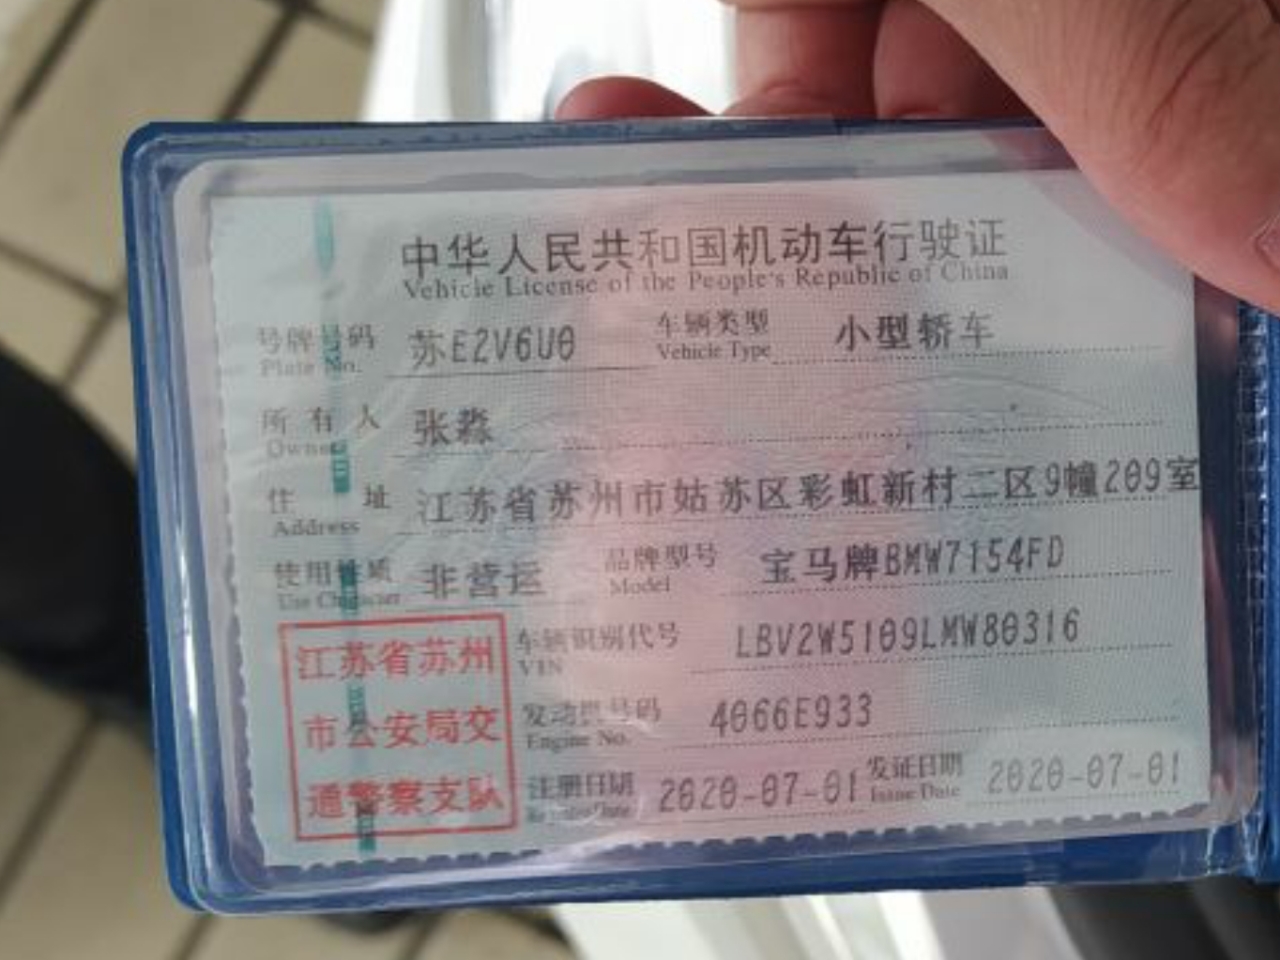 中华人民共和国机动车行驶证
Vehicle License of the People's Republic of China
号牌号码 苏E2V6U0 车辆类型 小型轿车
Plate No. Vehicle Type
所有人 张淼
Owner
住址 江苏省苏州市姑苏区彩虹新村二区9幢209室
Address
使用性质 非营运 品牌型号 宝马牌BMW7154FD
Use Character Model
江苏省苏州
市公安局交
通警察支队
车辆识别代号 LBV2W5109LMW80316
VIN
发动机号码 4066E933
Engine No.
注册日期 2020-07-01 发证日期 2020-07-01
Register Date Issue Date